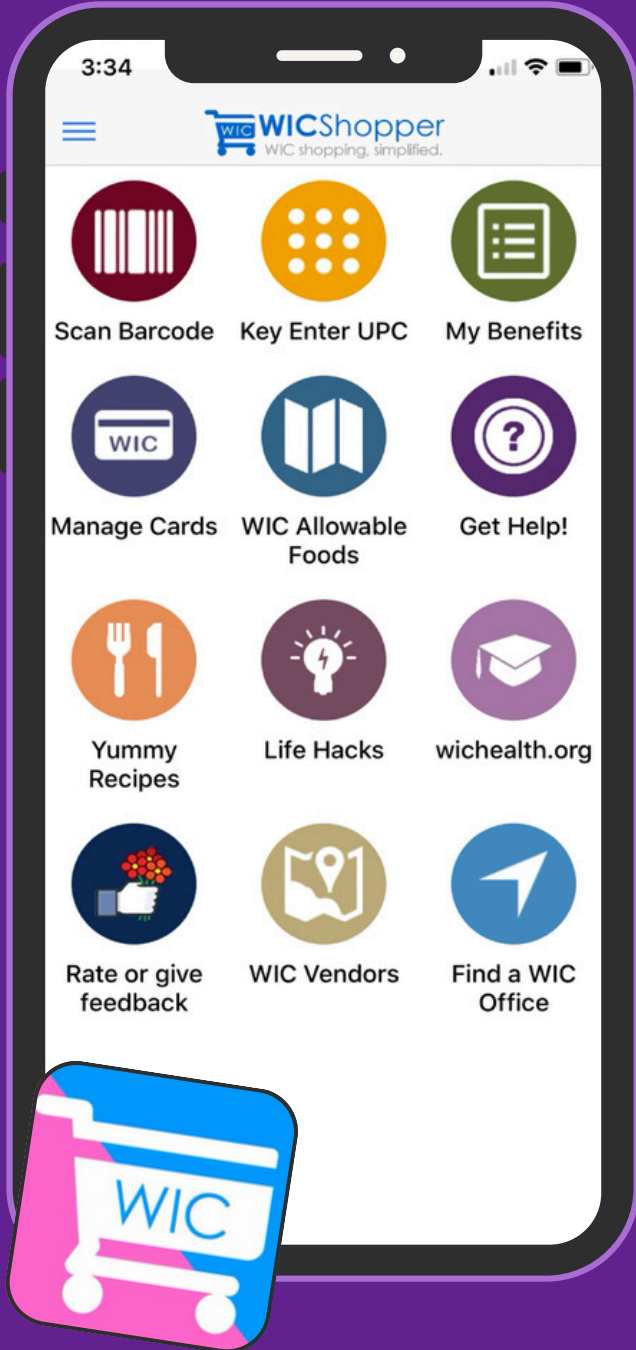 3:34
WIC WICShopper
WIC shopping, simplified.
Scan Barcode
Key Enter UPC
My Benefits
WIC
Manage Cards
WIC Allowable
Foods
?
Get Help!
Yummy
Recipes
Life Hacks
wichealth.org
Rate or give
feedback
WIC Vendors
Find a WIC
Office
WIC